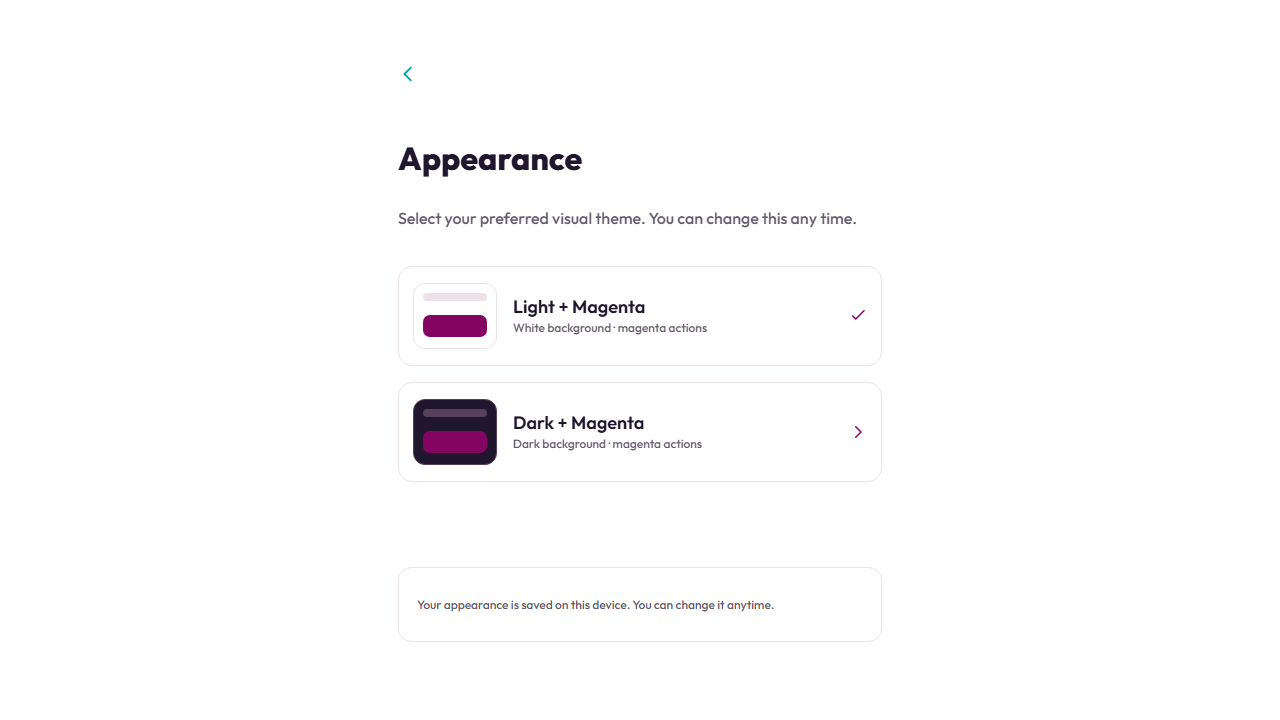 Appearance
Select your preferred visual theme. You can change this any time.
Light + Magenta
White background · magenta actions
Dark + Magenta
Dark background · magenta actions
Your appearance is saved on this device. You can change it anytime.